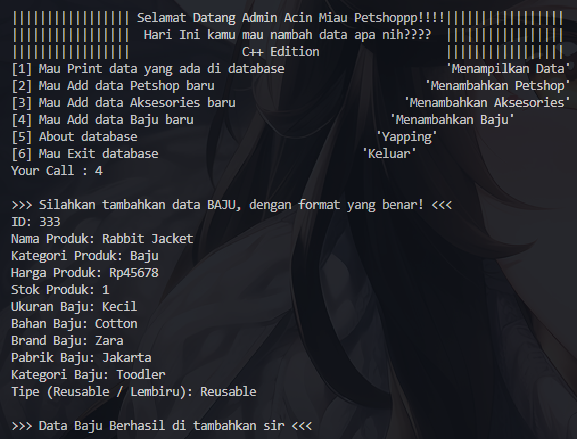 ||||||||||||||||| Selamat Datang Admin Acin Miau Petshoppp!!!!|||||||||||||||||
||||||||||||||||| Hari Ini kamu mau nambah data apa nih???? |||||||||||||||||
||||||||||||||||| C++ Edition |||||||||||||||||
[1] Mau Print data yang ada di database 'Menampilkan Data'
[2] Mau Add data Petshop baru 'Menambahkan Petshop'
[3] Mau Add data Aksesories baru 'Menambahkan Aksesories'
[4] Mau Add data Baju baru 'Menambahkan Baju'
[5] About database 'Yapping'
[6] Mau Exit database 'Keluar'
Your Call : 4
>>> Silahkan tambahkan data BAJU, dengan format yang benar! <<<
ID: 333
Nama Produk: Rabbit Jacket
Kategori Produk: Baju
Harga Produk: Rp45678
Stok Produk: 1
Ukuran Baju: Kecil
Bahan Baju: Cotton
Brand Baju: Zara
Pabrik Baju: Jakarta
Kategori Baju: Toodler
Tipe (Reusable / Lembiru): Reusable
>>> Data Baju Berhasil di tambahkan sir <<<